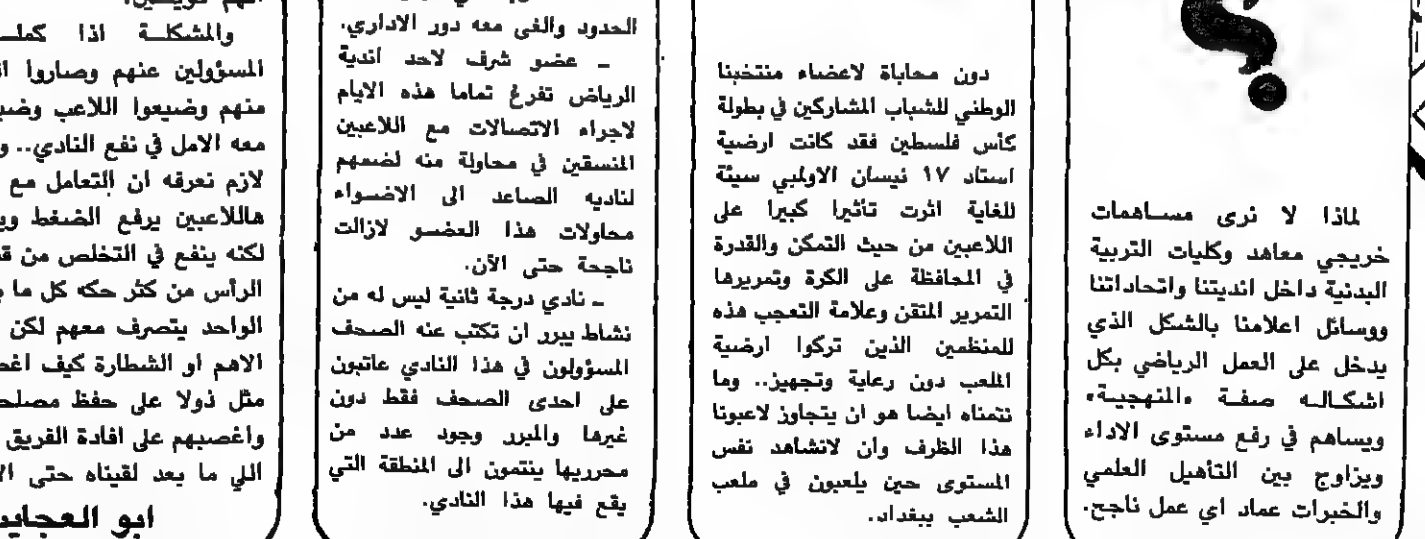 ؟
لماذا لا نرى مساهمات
خريجي معاهد وكليات التربية
البدنية داخل انديتنا واتحاداتنا
ووسائل اعلامنا بالشكل الذي
يدخل على العمل الرياضي بكل
اشكاله صفة «المنهجية»
ويساهم في رفع مستوى الاداء
ويزاوج بين التأهيل العلمي
والخبرات عماد اي عمل ناجح.
دون محاباة لاعضاء منتخبنا
الوطني للشباب المشاركين في بطولة
كأس فلسطين فقد كانت ارضية
استاد ١٧ نيسان الاولمبي سيئة
للغاية اثرت تأثيرا كبيرا على
اللاعبين من حيث التمكن والقدرة
في المحافظة على الكرة وتمريرها
التمرير المتقن وعلامة التعجب هذه
للمنظمين الذين تركوا ارضية
الملعب دون رعاية وتجهيز.. وما
نتمناه ايضا هو ان يتجاوز لاعبونا
هذا الظرف وان لانشاهد نفس
المستوى حين يلعبون في ملعب
الشعب ببغداد.
الحدود والغى معه دور الاداري.
ـ عضو شرف لاحد اندية
الرياض تفرغ تماما هذه الايام
لاجراء الاتصالات مع اللاعبين
المنسقين في محاولة منه لضمهم
لناديه الصاعد الى الاضواء
محاولات هذا العضو لازالت
ناجحة حتى الآن.
ـ نادي درجة ثانية ليس له من
نشاط يبرر ان تكتب عنه الصحف
المسؤولون في هذا النادي عاتبون
على احدى الصحف فقط دون
غيرها والمبرر وجود عدد من
محرريها ينتمون الى المنطقة التي
يقع فيها هذا النادي.
والمشكلة اذا
المسؤولين عنهم وصاروا
منهم وضيعوا اللاعب
معه الامل في نفع النادي..
لازم نعرفه ان التعامل مع
هاللاعبين يرفع الضغط
لكنه ينفع في التخلص من
الرأس من كثر حكه كل ما
الواحد يتصرف معهم لكن
الاهم او الشطارة كيف
مثل ذولا على حفظ
واغصبهم على افادة الفريق
اللي ما بعد لقيناه حتى
ابو